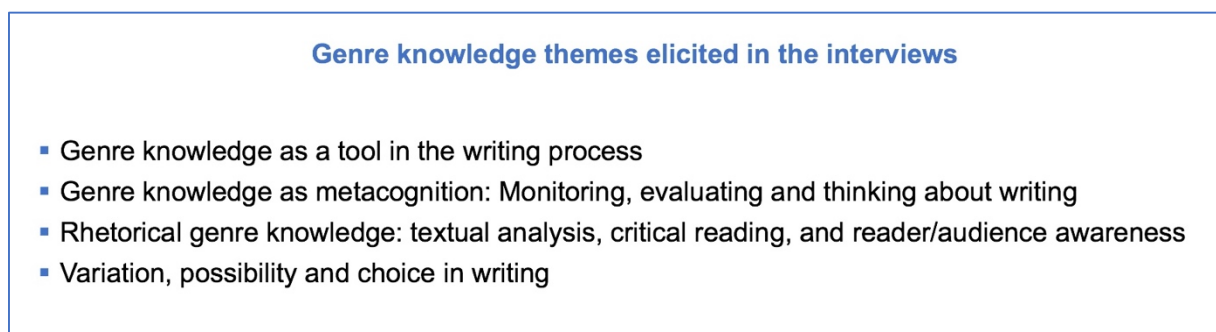 Genre knowledge themes elicited in the interviews
▪ Genre knowledge as a tool in the writing process
▪ Genre knowledge as metacognition: Monitoring, evaluating and thinking about writing
▪ Rhetorical genre knowledge: textual analysis, critical reading, and reader/audience awareness
▪ Variation, possibility and choice in writing